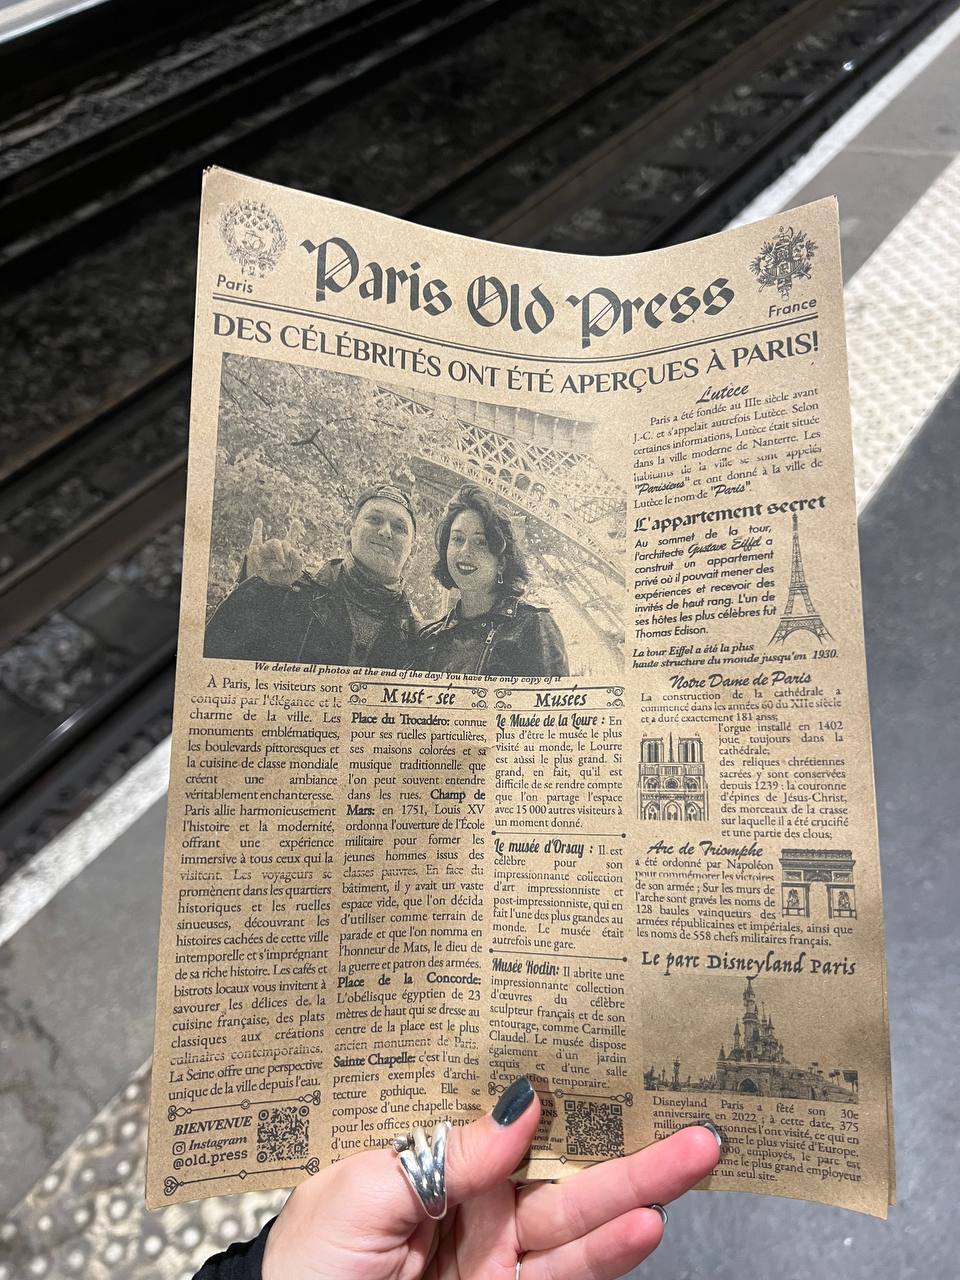 Paris
Paris Old Press
France
DES CÉLÉBRITÉS ONT ÉTÉ APERÇUES À PARIS!
We delete all photos at the end of the day! You have the only copy of it
À Paris, les visiteurs sont
conquis par l'élégance et le
charme de la ville. Les
monuments emblématiques,
les boulevards pittoresques et
la cuisine de classe mondiale
créent une ambiance
véritablement enchanteresse.
Paris allie harmonieusement
l'histoire et la modernité,
offrant une expérience
immersive à tous ceux qui la
visitent. Les voyageurs se
promènent dans les quartiers
historiques et les ruelles
sinueuses, découvrant les
histoires cachées de cette ville
intemporelle et s'imprégnant
de sa riche histoire. Les cafés et
bistrots locaux vous invitent à
savourer les délices de la
cuisine française, des plats
classiques aux créations
culinaires contemporaines.
La Seine offre une perspective
unique de la ville depuis l'eau.
BIENVENUE
Instagram
@old.press
Must-sée
Place du Trocadéro: connue
pour ses ruelles particulières,
ses maisons colorées et sa
musique traditionnelle que
l'on peut souvent entendre
dans les rues. Champ de
Mars: en 1751, Louis XV
ordonna l'ouverture de l'École
militaire pour former les
jeunes hommes issus des
classes pauvres. En face du
bâtiment, il y avait un vaste
espace vide, que l'on décida
d'utiliser comme terrain de
parade et que l'on nomma en
l'honneur de Mats, le dieu de
la guerre et patron des armées.
Place de la Concorde:
L'obélisque égyptien de 23
mètres de haut qui se dresse au
centre de la place est le plus
ancien monument de Paris.
Sainte Chapelle: c'est l'un des
premiers exemples d'archi-
tecture gothique. Elle se
compose d'une chapelle basse
pour les offices quotidiens
d'une
Musées
Le Musée de la Loure : En
plus d'être le musée le plus
visité au monde, le Lourre
est aussi le plus grand. Si
grand, en fait, qu'il est
difficile de se rendre compte
que l'on partage l'espace
avec 15 000 autres visiteurs à
un moment donné.
Le musée d'Orsay : Il est
célèbre pour son
impressionnante collection
d'art impressionniste et
post-impressionniste, qui en
fait l'une des plus grandes au
monde. Le musée était
autrefois une gare.
Musée Rodin: Il abrite une
impressionnante collection
d'œuvres du célèbre
sculpteur français et de son
entourage, comme Carmille
Claudel. Le musée dispose
également d'un jardin
exquis et d'une salle
d'exposition temporaire.
Lutèce
Paris a été fondée au IIIe siècle avant
J.-C. et s'appelait autrefois Lutèce. Selon
certaines informations, Lutèce était située
dans la ville moderne de Nanterre. Les
habitants de la ville se sont appelés
"Parisiens" et ont donné à la ville de
Lutèce le nom de "Paris"
L'appartement secret
Au sommet de la tour,
l'architecte Gustave Eiffel a
construit un appartement
privé où il pouvait mener des
expériences et recevoir des
invités de haut rang. L'un de
ses hôtes les plus célèbres fut
Thomas Edison.
La tour Eiffel a été la plus
haute structure du monde jusqu'en 1930.
Notre Dame de Paris
La construction de la cathédrale a
commencé dans les années 60 du XIIe siècle
et a duré exactement 181 anss;
l'orgue installé en 1402
joue toujours dans la
cathédrale;
des reliques chrétiennes
sacrées y sont conservées
depuis 1239 : la couronne
d'épines de Jésus-Christ,
des morceaux de la crasse
sur laquelle il a été crucifié
et une partie des clous;
Arc de Triomphe
a été ordonné par Napoléon
pour commémorer les victoires
de son armée ; Sur les murs de
l'arche sont gravés les noms de
128 baules vainqueurs des
armées républicaines et impériales, ainsi que
les noms de 558 chefs militaires français.
Le parc Disneyland Paris
Disneyland Paris a fêté son 30e
anniversaire en 2022 ; à cette date, 375
l'ont visité, ce qui en
le plus visité d'Europe.
employés, le parc est
le plus grand employeur
un seul site.